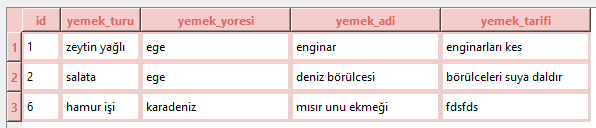 id yemek_turu yemek_yoresi yemek_adi yemek_tarifi
1 1 zeytin yağlı ege enginar enginarları kes
2 2 salata ege deniz börülcesi börülceleri suya daldır
3 6 hamur işi karadeniz mısır unu ekmeği fdsfds